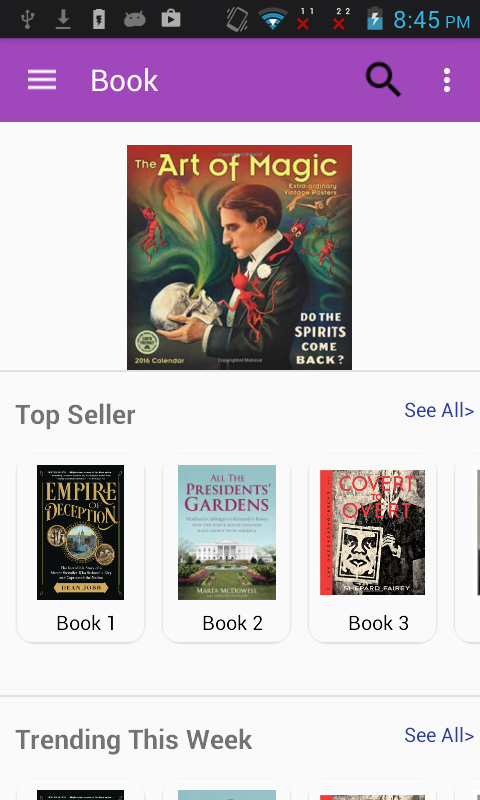 1 1
2 2
8:45 PM
Book
The Art of Magic
Extraordinary
Vintage Posters
DO THE
SPIRITS
COME
BACK?
2016 Calendar
Top Seller
See All>
EMPIRE
OF
DECEPTION
DEAN JOBB
ALL THE
PRESIDENTS'
GARDENS
MARTA McDOWELL
COVERT
TO
OVERT
SHEPARD FAIREY
Book 1
Book 2
Book 3
Trending This Week
See All>